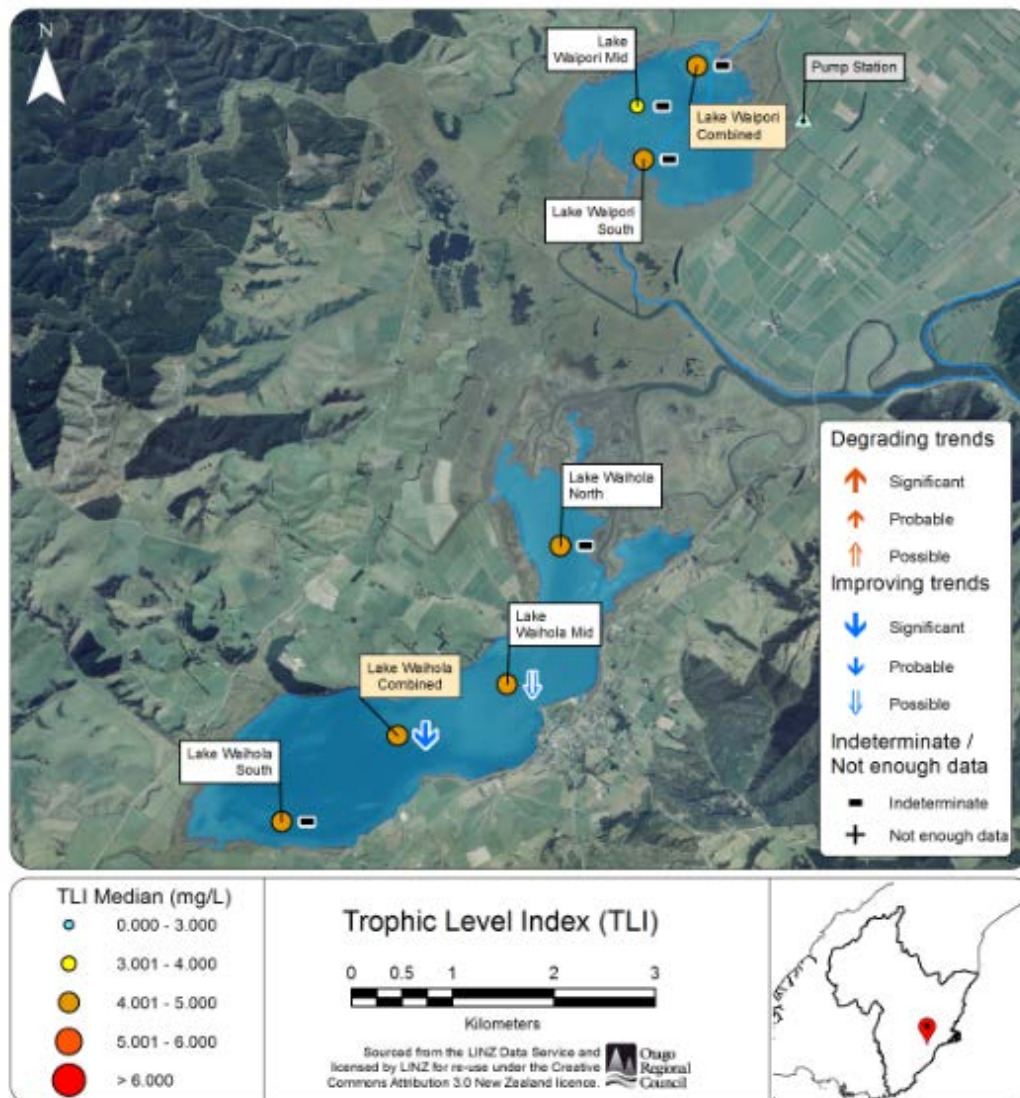 N
Lake
Waipori Mid
Pump Station
Lake Waipori
Combined
Lake Waipori
South
Lake Waihola
North
Lake
Waihola Mid
Lake Waihola
Combined
Lake Waihola
South
Degrading trends
Significant
Probable
Possible
Improving trends
Significant
Probable
Possible
Indeterminate /
Not enough data
Indeterminate
Not enough data
TLI Median (mg/L)
0.000 - 3.000
3.001 - 4.000
4.001 - 5.000
5.001 - 6.000
> 6.000
Trophic Level Index (TLI)
0 0.5 1 2 3
Kilometers
Sourced from the LINZ Data Service and
licensed by LINZ for re-use under the Creative
Commons Attribution 3.0 New Zealand licence.
Otago
Regional
Council